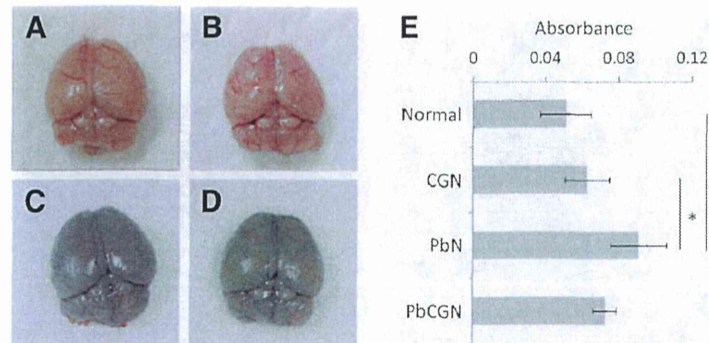 A
B
C
D
E
Absorbance
0
0.04
0.08
0.12
Normal
CGN
PbN
PbCGN
*